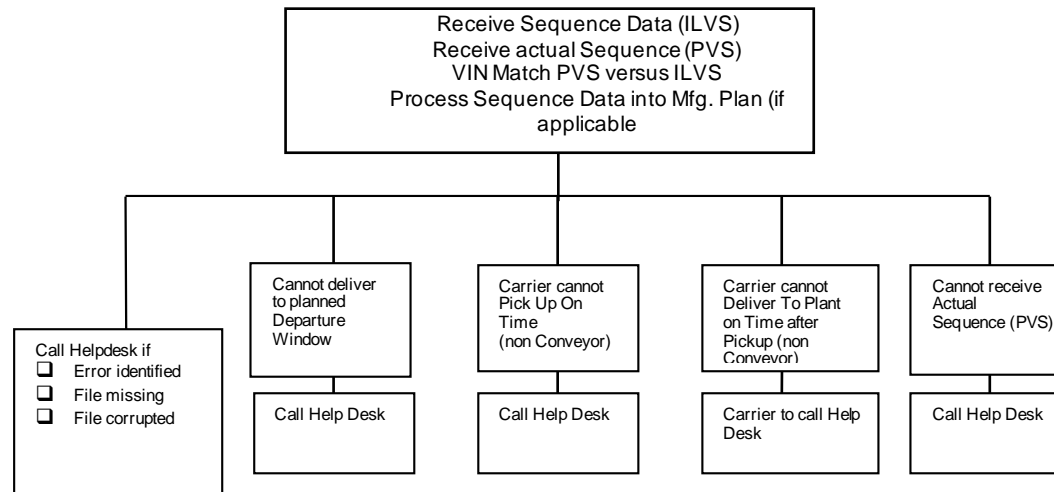 Receive Sequence Data (ILVS)
Receive actual Sequence (PVS)
VIN Match PVS versus ILVS
Process Sequence Data into Mfg. Plan (if
applicable
Call Helpdesk if
Error identified
File missing
File corrupted
Cannot deliver
to planned
Departure
Window
Call Help Desk
Carrier cannot
Pick Up On
Time
(non Conveyor)
Call Help Desk
Carrier cannot
Deliver To Plant
on Time after
Pickup (non
Conveyor)
Carrier to call Help
Desk
Cannot receive
Actual
Sequence (PVS)
Call Help Desk